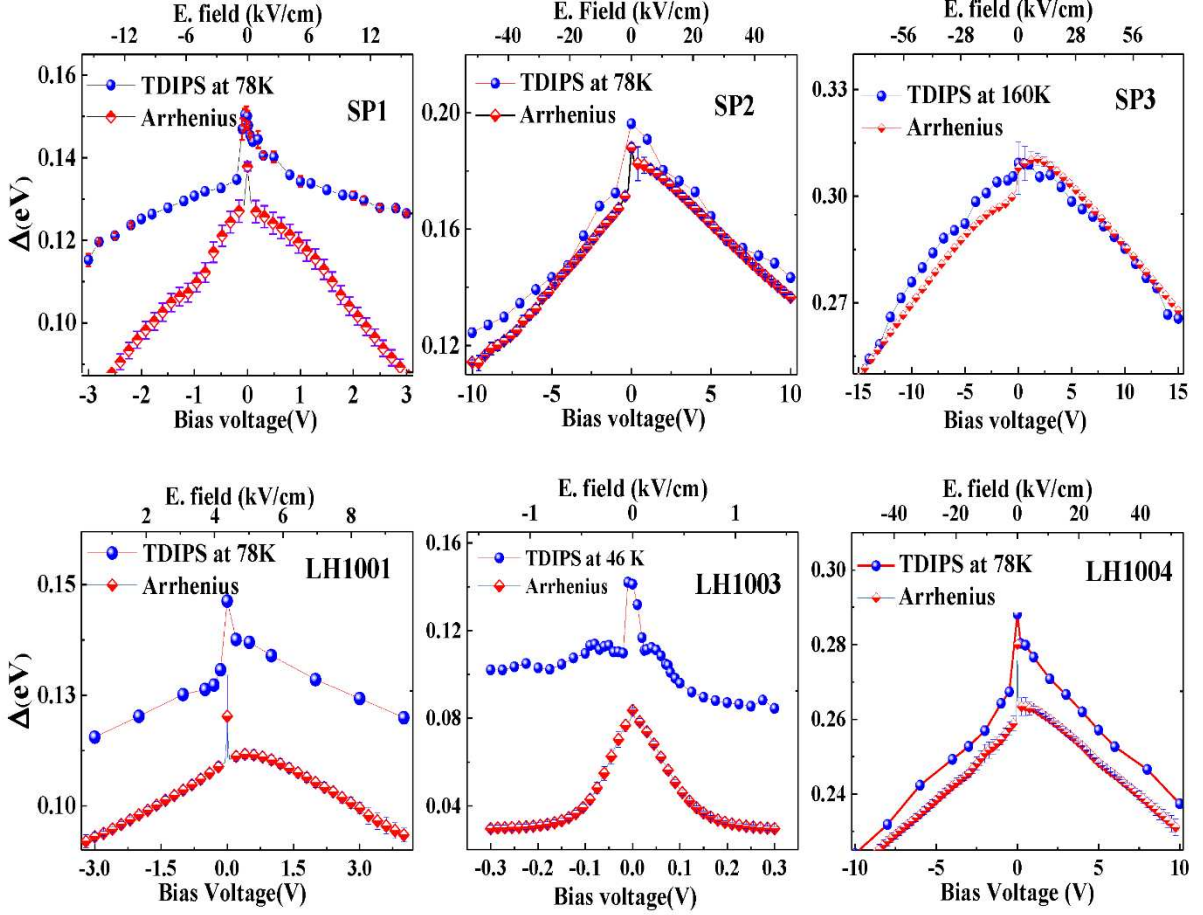 E. field (kV/cm)
-12 -6 0 6 12
Δ(eV)
0.16
0.15
0.14
0.13
0.12
0.11
0.10
TDIPS at 78K
Arrhenius
SP1
-3 -2 -1 0 1 2 3
Bias voltage(V)
E. Field (kV/cm)
-40 -20 0 20 40
0.20
0.16
0.12
TDIPS at 78K
Arrhenius
SP2
-10 -5 0 5 10
Bias voltage(V)
E. field (kV/cm)
-56 -28 0 28 56
0.33
0.30
0.27
TDIPS at 160K
Arrhenius
SP3
-15 -10 -5 0 5 10 15
Bias voltage(V)
E. field (kV/cm)
2 4 6 8
Δ(eV)
0.15
0.13
0.10
TDIPS at 78K
Arrhenius
LH1001
-3.0 -1.5 0.0 1.5 3.0
Bias Voltage(V)
E. field (kV/cm)
-1 0 1
0.16
0.12
0.08
0.04
TDIPS at 46 K
Arrhenius
LH1003
-0.3 -0.2 -0.1 0.0 0.1 0.2 0.3
Bias voltage(V)
E. field (kV/cm)
-40 -20 0 20 40
0.30
0.28
0.26
0.24
TDIPS at 78K
Arrhenius
LH1004
-10 -5 0 5 10
Bias Voltage (V)